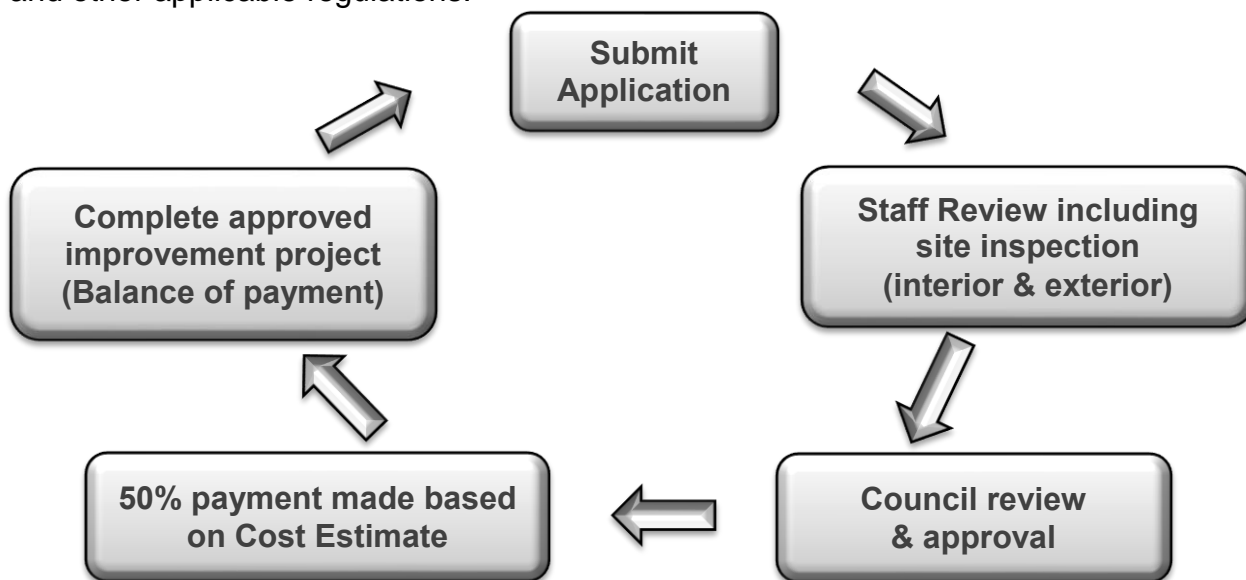 and other applicable regulations.
Submit
Application
Staff Review including
site inspection
(interior & exterior)
Council review
& approval
50% payment made based
on Cost Estimate
Complete approved
improvement project
(Balance of payment)